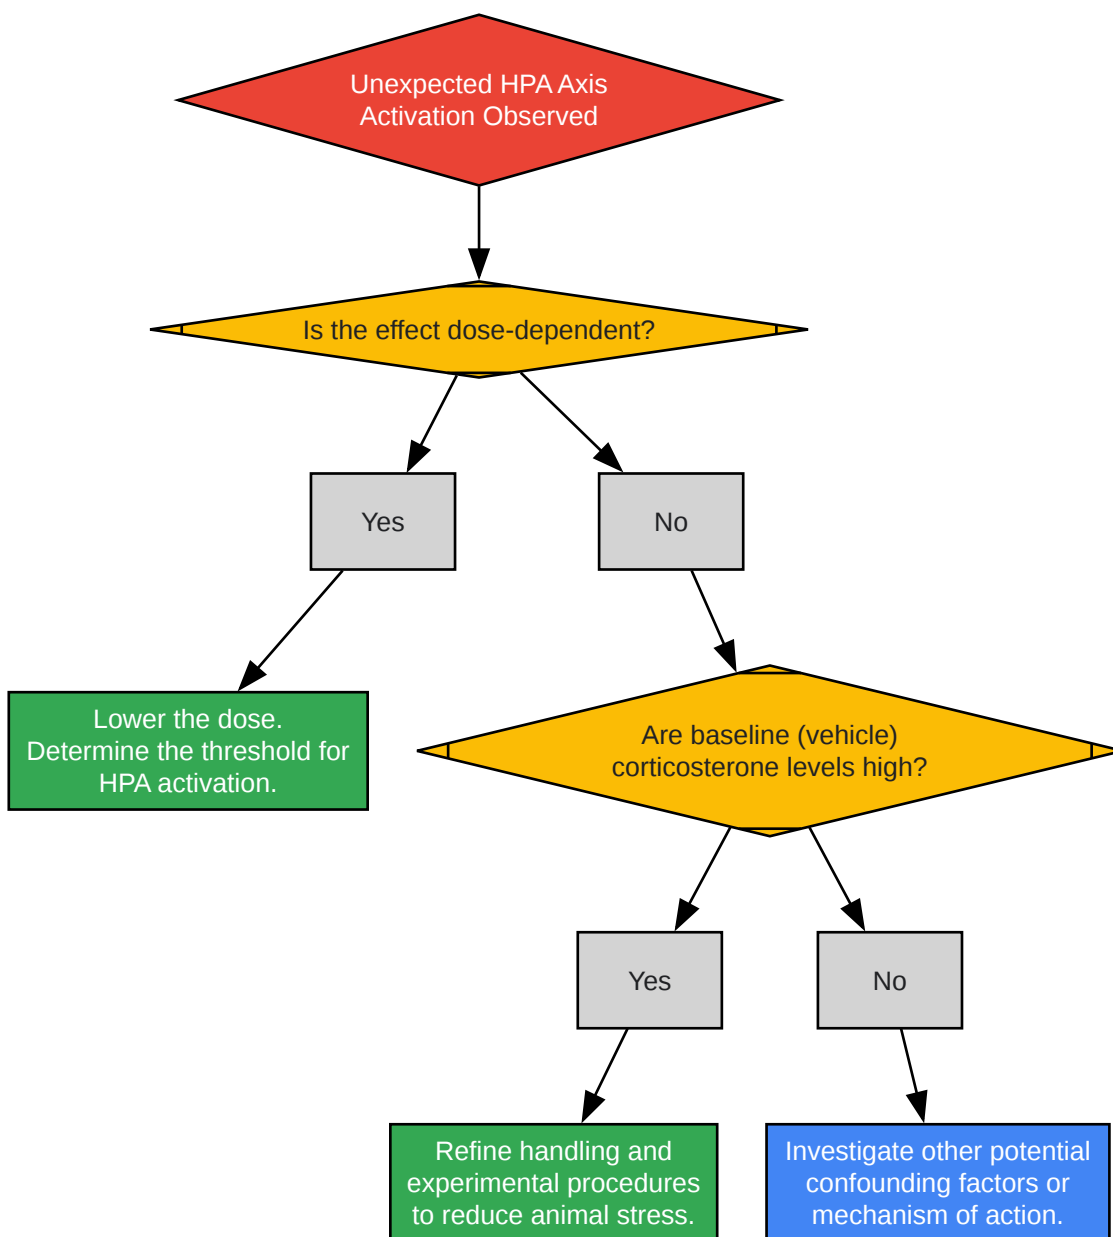 Unexpected HPA Axis
Activation Observed
Is the effect dose-dependent?
Yes
No
Lower the dose.
Determine the threshold for
HPA activation.
Are baseline (vehicle)
corticosterone levels high?
Yes
No
Refine handling and
experimental procedures
to reduce animal stress.
Investigate other potential
confounding factors or
mechanism of action.